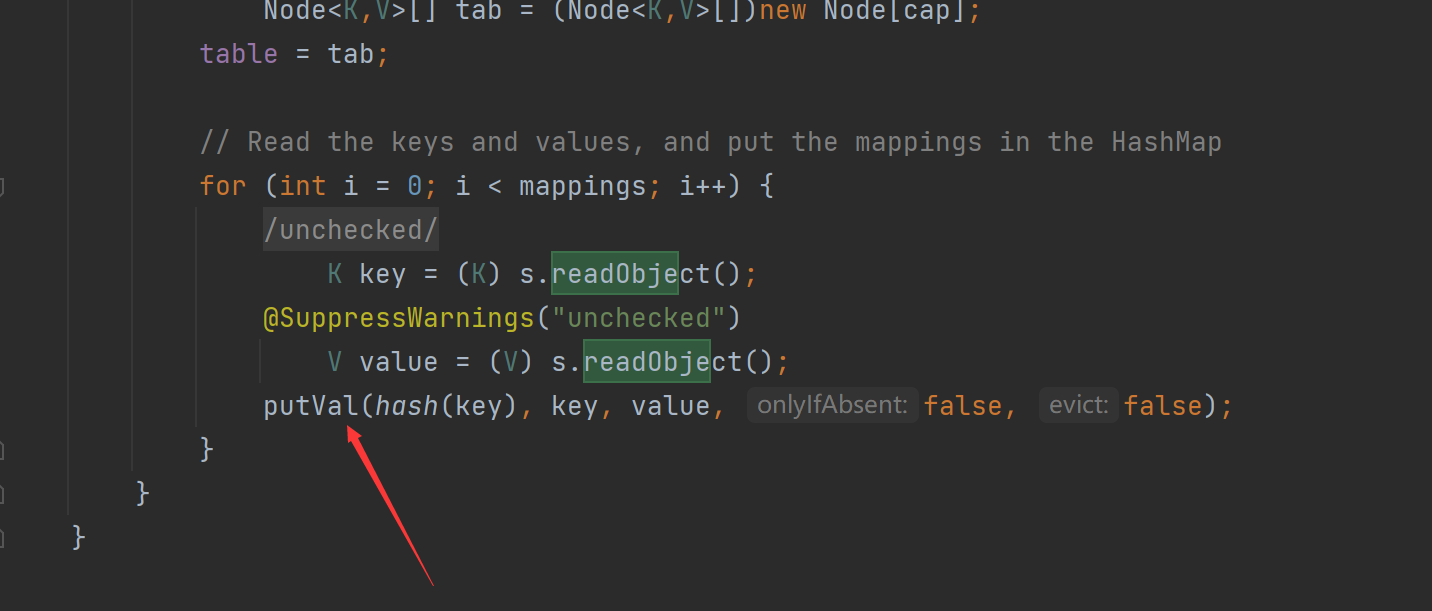 Node<K,V>[] tab = (Node<K,V>[])new Node[cap];
table = tab;
// Read the keys and values, and put the mappings in the HashMap
for (int i = 0; i < mappings; i++) {
/unchecked/
K key = (K) s.readObject();
@SuppressWarnings("unchecked")
V value = (V) s.readObject();
putVal(hash(key), key, value, onlyIfAbsent: false, evict: false);
}
}
}